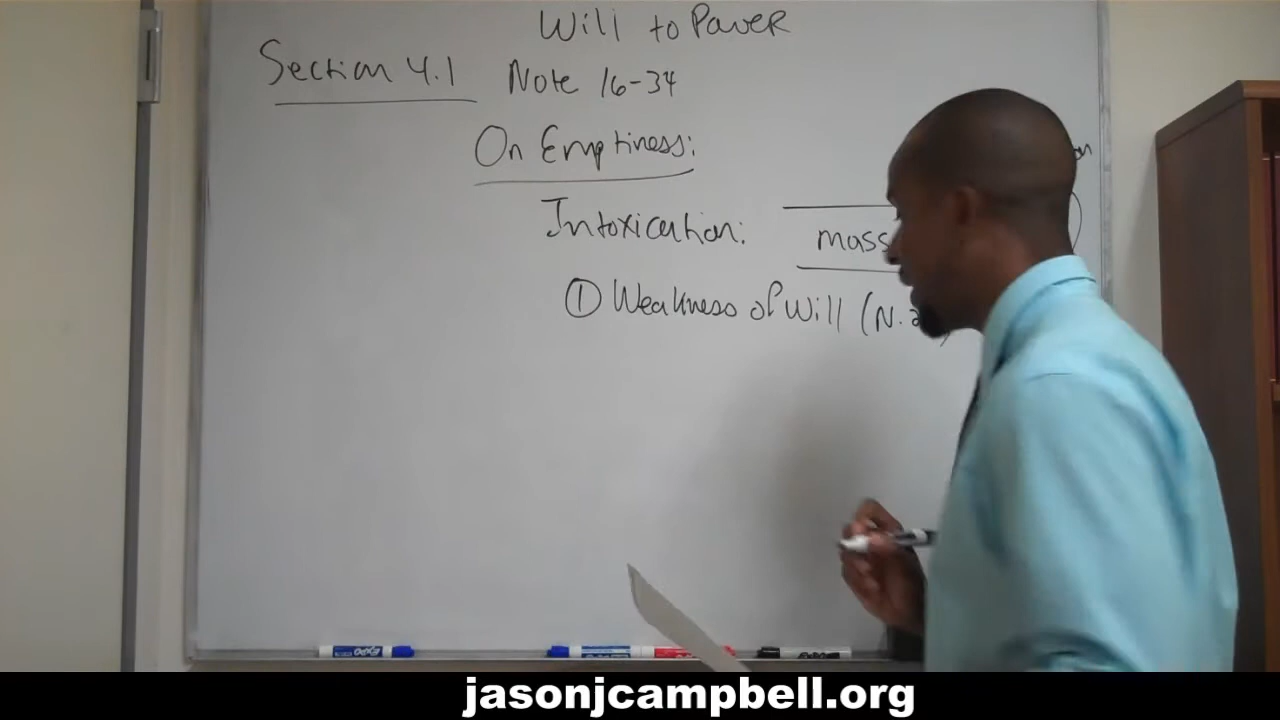 Will to Power
Section 4.1 Note 16-34
On Emptiness:
Intoxication: mass
① Weakness of Will (N.
EXPO
jasonjcampbell.org